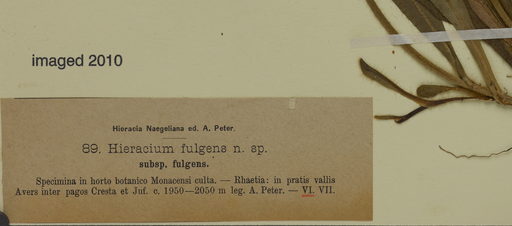 imaged 2010
Hieracia Naegeliana ed. A. Peter.
89. Hieracium fulgens n. sp.
subsp. fulgens.
Specimina in horto botanico Monacensi culta. — Rhaetia: in pratis vallis
Avers inter pagos Cresta et Juf. c. 1950—2050 m leg. A. Peter. — VI. VII.